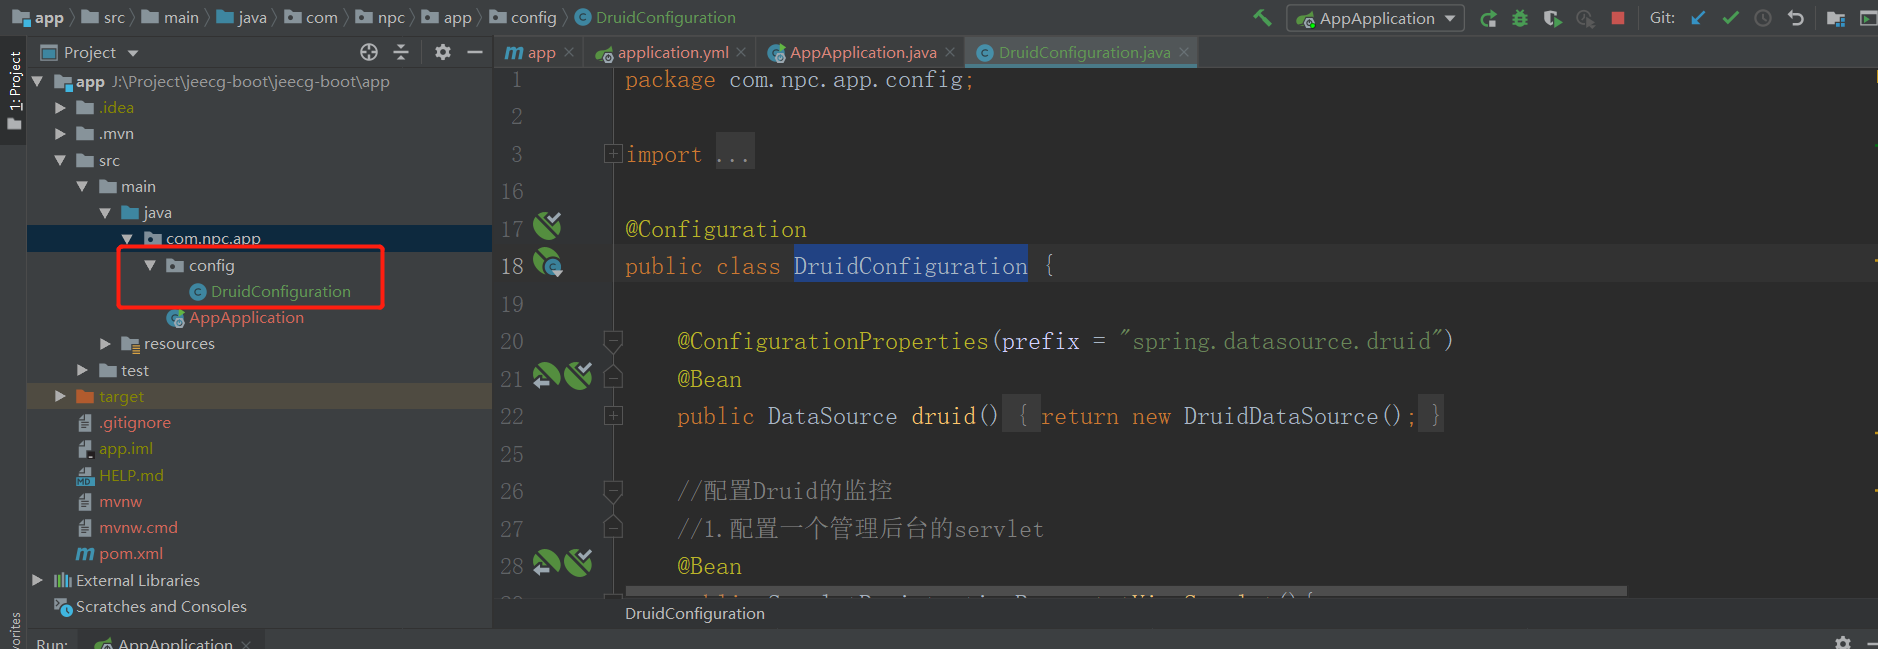 app src main java com npc app config DruidConfiguration
AppApplication Git:
1: Project
Project
app application.yml AppApplication.java DruidConfiguration.java
app J:\Project\jeecg-boot\jeecg-boot\app
.idea
.mvn
src
main
java
com.npc.app
config
DruidConfiguration
AppApplication
resources
test
target
.gitignore
app.iml
HELP.md
mvnw
mvnw.cmd
pom.xml
External Libraries
Scratches and Consoles
1 package com.npc.app.config;
2
3 import ...
16
17 @Configuration
18 public class DruidConfiguration {
19
20 @ConfigurationProperties(prefix = "spring.datasource.druid")
21 @Bean
22 public DataSource druid() { return new DruidDataSource(); }
25
26 //配置Druid的监控
27 //1.配置一个管理后台的servlet
28 @Bean
DruidConfiguration
Run: AppApplication